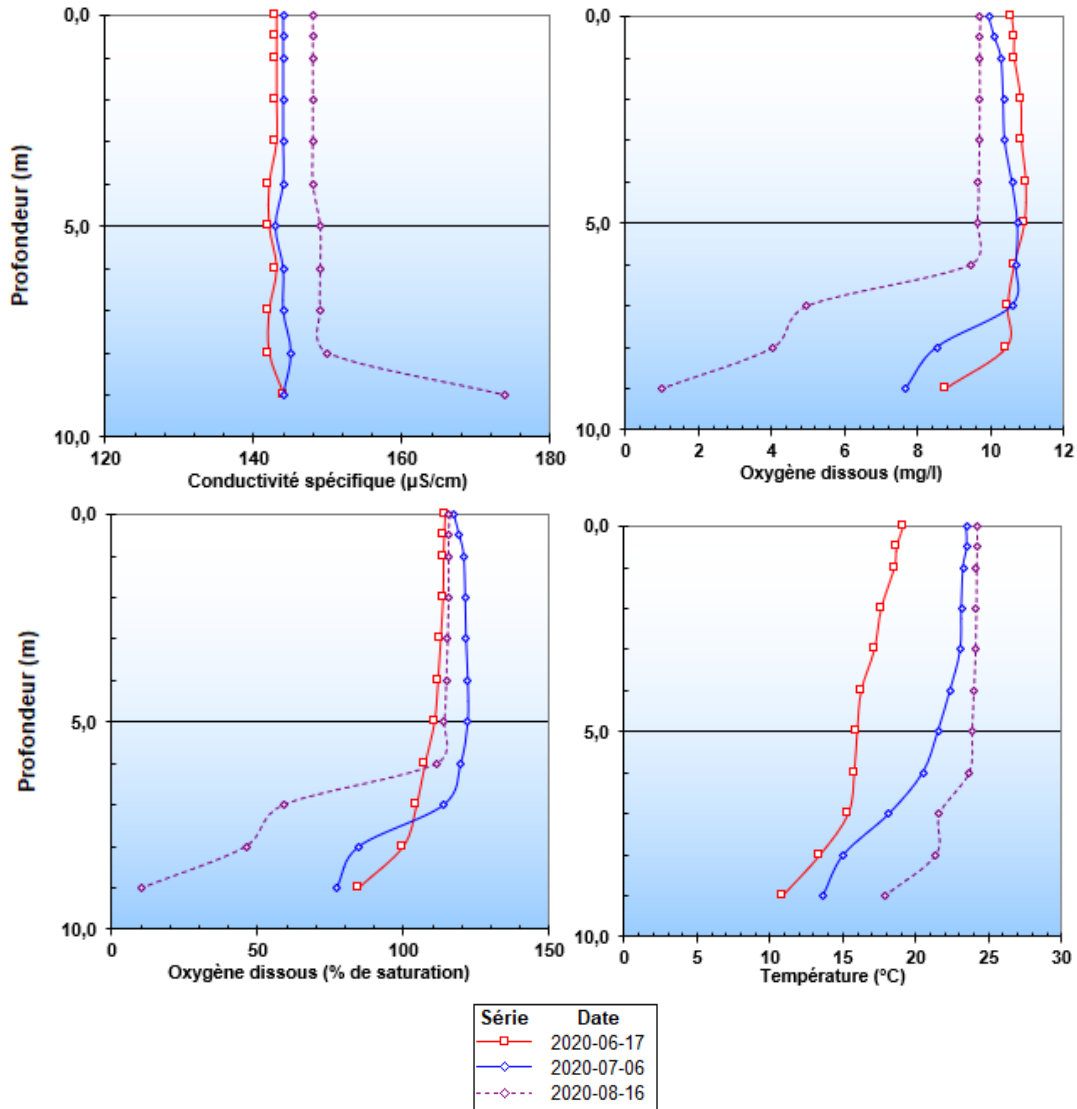 0,0
5,0
10,0
Profondeur (m)
120 140 160 180
Conductivité spécifique (µS/cm)
0,0
5,0
10,0
0 2 4 6 8 10 12
Oxygène dissous (mg/l)
0,0
5,0
10,0
Profondeur (m)
0 50 100 150
Oxygène dissous (% de saturation)
0,0
5,0
10,0
0 5 10 15 20 25 30
Température (°C)
Série Date
2020-06-17
2020-07-06
2020-08-16